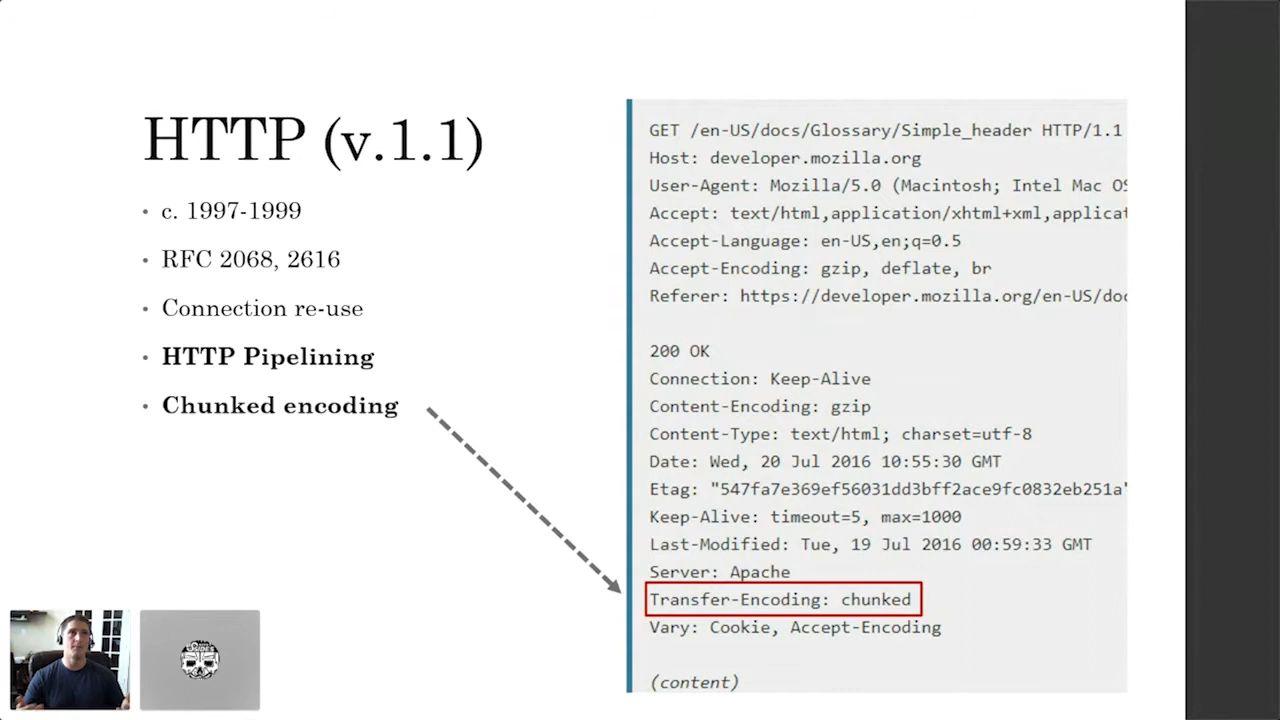 HTTP (v.1.1)
• c. 1997-1999
• RFC 2068, 2616
• Connection re-use
• HTTP Pipelining
• Chunked encoding
GET /en-US/docs/Glossary/Simple_header HTTP/1.1
Host: developer.mozilla.org
User-Agent: Mozilla/5.0 (Macintosh; Intel Mac OS
Accept: text/html,application/xhtml+xml,applicat
Accept-Language: en-US,en;q=0.5
Accept-Encoding: gzip, deflate, br
Referer: https://developer.mozilla.org/en-US/doc
200 OK
Connection: Keep-Alive
Content-Encoding: gzip
Content-Type: text/html; charset=utf-8
Date: Wed, 20 Jul 2016 10:55:30 GMT
Etag: "547fa7e369ef56031dd3bff2ace9fc0832eb251a"
Keep-Alive: timeout=5, max=1000
Last-Modified: Tue, 19 Jul 2016 00:59:33 GMT
Server: Apache
Transfer-Encoding: chunked
Vary: Cookie, Accept-Encoding
(content)